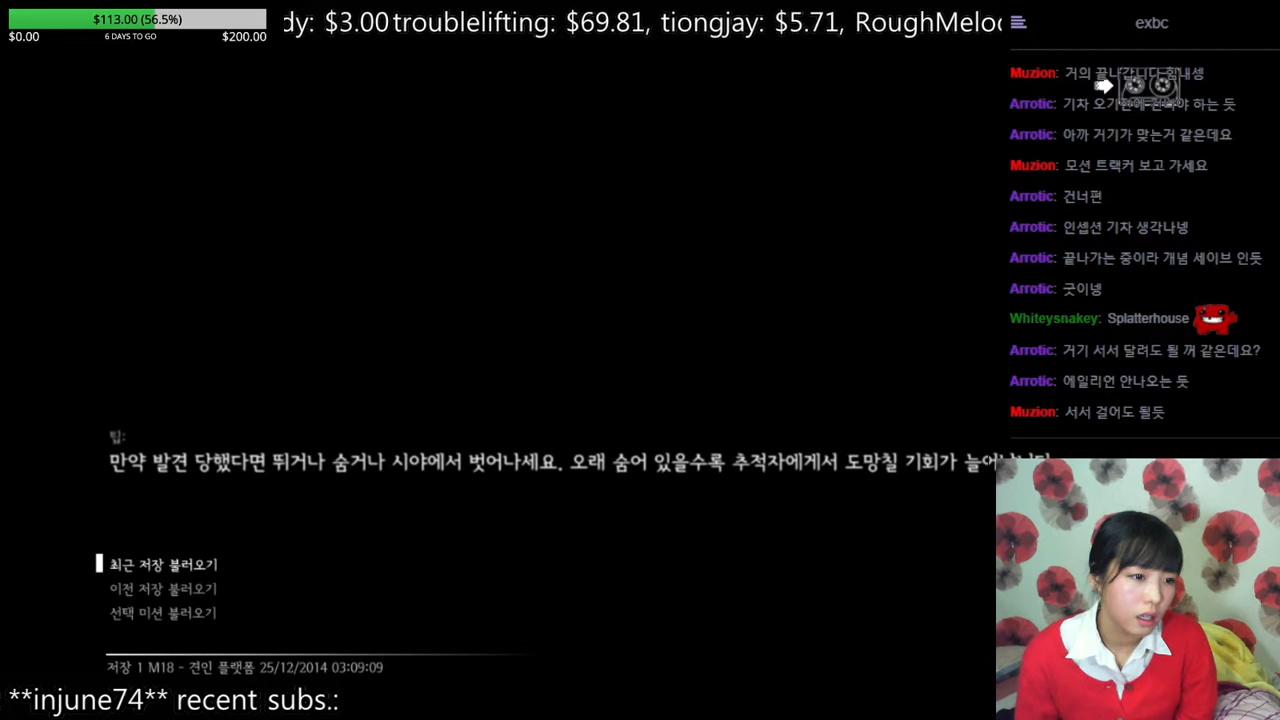 $113.00 (56.5%)
$0.00 6 DAYS TO GO $200.00
dy: $3.00troublelifting: $69.81, tiongjay: $5.71, RoughMeloc
exbc
Muzion: 거의 끝나갑니다 힘내셍
Arrotic: 기차 오기전에 건너야 하는 듯
Arrotic: 아까 거기가 맞는거 같은데요
Muzion: 모션 트랙커 보고 가세요
Arrotic: 건너편
Arrotic: 인셉션 기차 생각나넹
Arrotic: 끝나가는 중이라 개념 세이브 인듯
Arrotic: 굿이넹
Whiteysnakey: Splatterhouse
Arrotic: 거기 서서 달려도 될 꺼 같은데요?
Arrotic: 에일리언 안나오는 듯
Muzion: 서서 걸어도 될듯
팁:
만약 발견 당했다면 뛰거나 숨거나 시야에서 벗어나세요. 오래 숨어 있을수록 추적자에게서 도망칠 기회가
최근 저장 불러오기
이전 저장 불러오기
선택 미션 불러오기
저장 1 M18 - 견인 플랫폼 25/12/2014 03:09:09
**injune74** recent subs.: